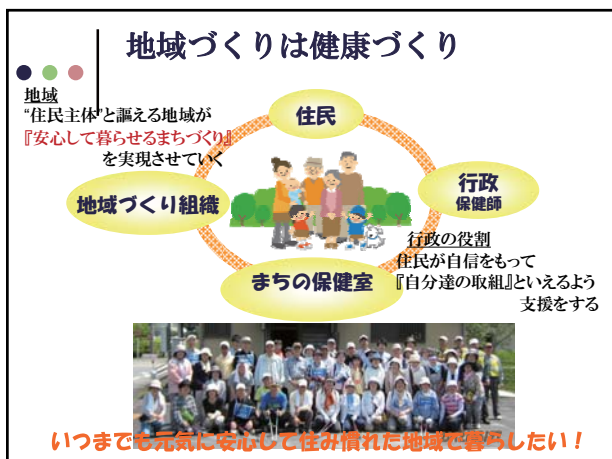 地域づくりは健康づくり
地域
“住民主体”と謳える地域が
『安心して暮らせるまちづくり』
を実現させていく
住民
地域づくり組織
行政
保健師
まちの保健室
行政の役割
住民が自信をもって
『自分達の取組』といえるよう
支援をする
いつまでも元気に安心して住み慣れた地域で暮らしたい！